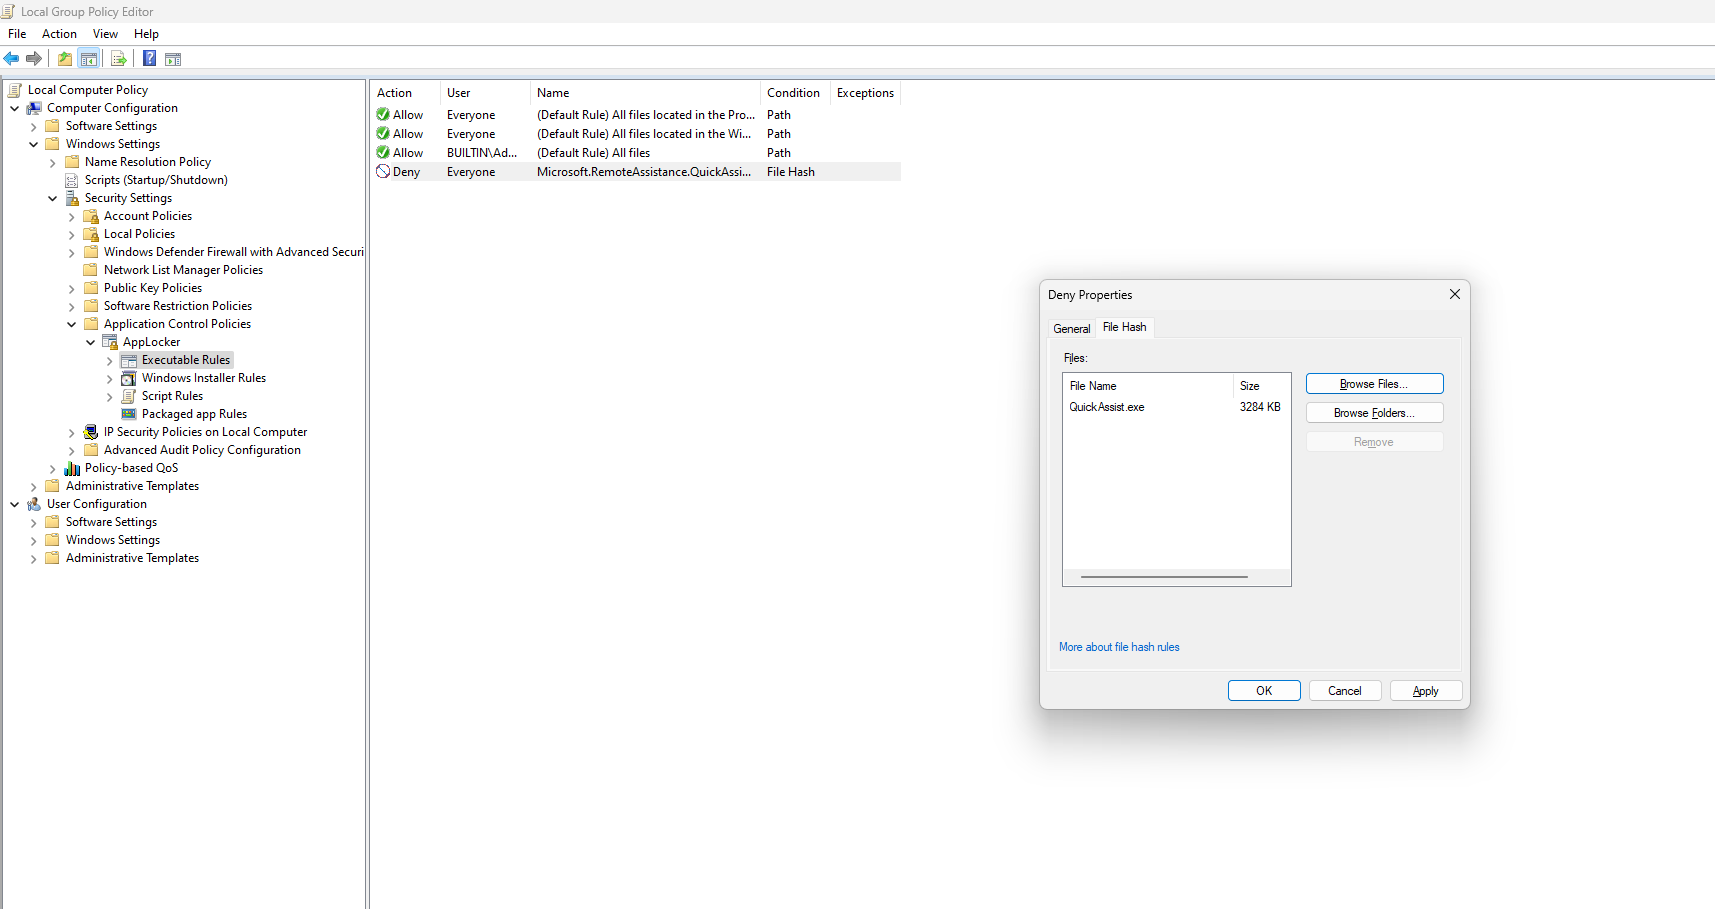 Local Group Policy Editor
File Action View Help
Local Computer Policy
Computer Configuration
Software Settings
Windows Settings
Name Resolution Policy
Scripts (Startup/Shutdown)
Security Settings
Account Policies
Local Policies
Windows Defender Firewall with Advanced Securi
Network List Manager Policies
Public Key Policies
Software Restriction Policies
Application Control Policies
AppLocker
Executable Rules
Windows Installer Rules
Script Rules
Packaged app Rules
IP Security Policies on Local Computer
Advanced Audit Policy Configuration
Policy-based QoS
Administrative Templates
User Configuration
Software Settings
Windows Settings
Administrative Templates
Action User Name Condition Exceptions
Allow Everyone (Default Rule) All files located in the Pro... Path
Allow Everyone (Default Rule) All files located in the Wi... Path
Allow BUILTIN\Ad... (Default Rule) All files Path
Deny Everyone Microsoft.RemoteAssistance.QuickAssi... File Hash
Deny Properties
General File Hash
Files:
File Name Size
QuickAssist.exe 3284 KB
Browse Files...
Browse Folders...
Remove
More about file hash rules
OK Cancel Apply